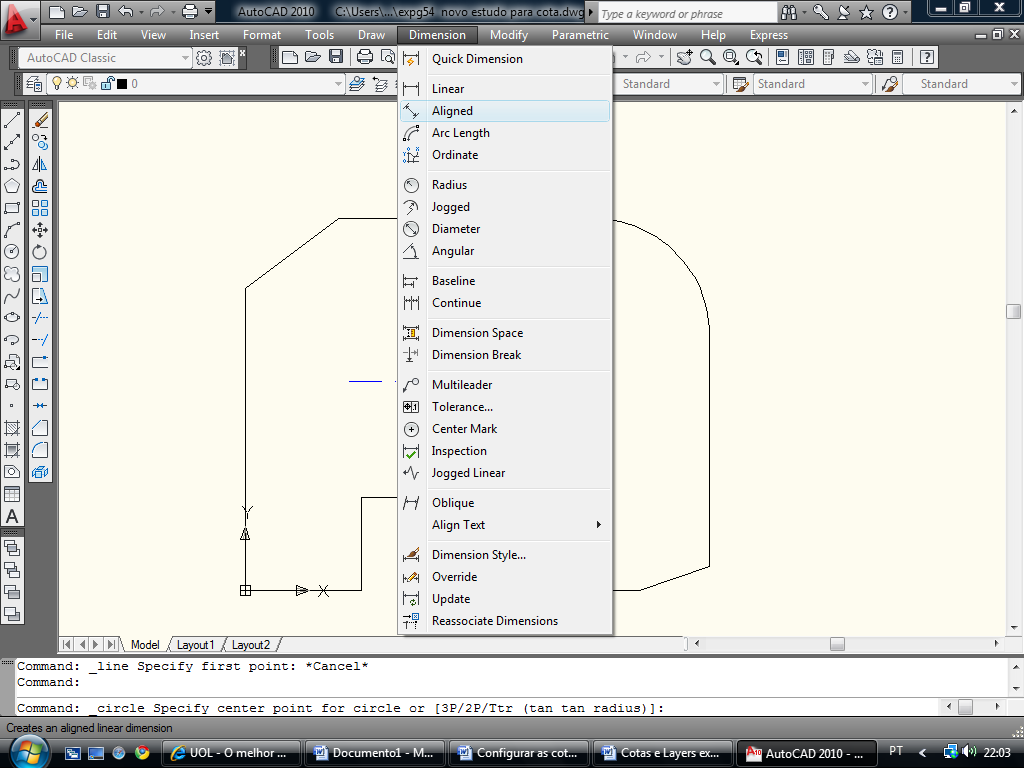 AutoCAD 2010 C:\Users\...\expg54 novo estudo para cota.dwg
Type a keyword or phrase
File Edit View Insert Format Tools Draw Dimension Modify Parametric Window Help Express
AutoCAD Classic
0
Standard Standard Standard
Quick Dimension
Linear
Aligned
Arc Length
Ordinate
Radius
Jogged
Diameter
Angular
Baseline
Continue
Dimension Space
Dimension Break
Multileader
Tolerance...
Center Mark
Inspection
Jogged Linear
Oblique
Align Text
Dimension Style...
Override
Update
Reassociate Dimensions
Y
X
A
Model Layout1 Layout2
Command: _line Specify first point: *Cancel*
Command:
Command: _circle Specify center point for circle or [3P/2P/Ttr (tan tan radius)]:
Creates an aligned linear dimension
UOL - O melhor ... Documento1 - M... Configurar as cot... Cotas e Layers ex... AutoCAD 2010 - ... PT 22:03